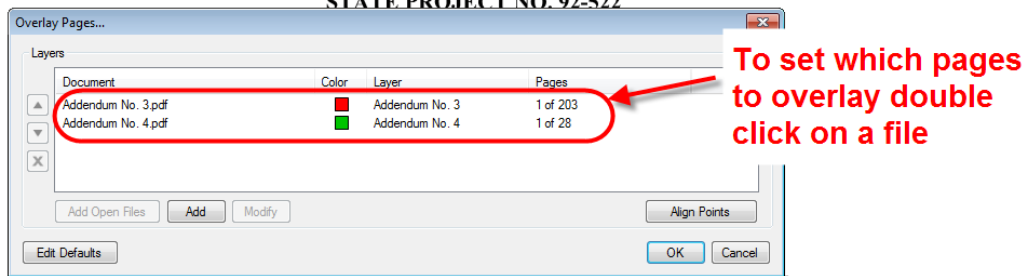 STATE PROJECT NO. 92-522
Overlay Pages...
Layers
Document Color Layer Pages
Addendum No. 3.pdf Addendum No. 3 1 of 203
Addendum No. 4.pdf Addendum No. 4 1 of 28
To set which pages
to overlay double
click on a file
Add Open Files Add Modify Align Points
Edit Defaults OK Cancel